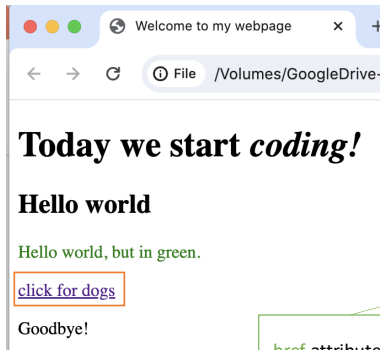 Welcome to my webpage
File /Volumes/GoogleDrive-
Today we start coding!
Hello world
Hello world, but in green.
click for dogs
Goodbye!
href attribute